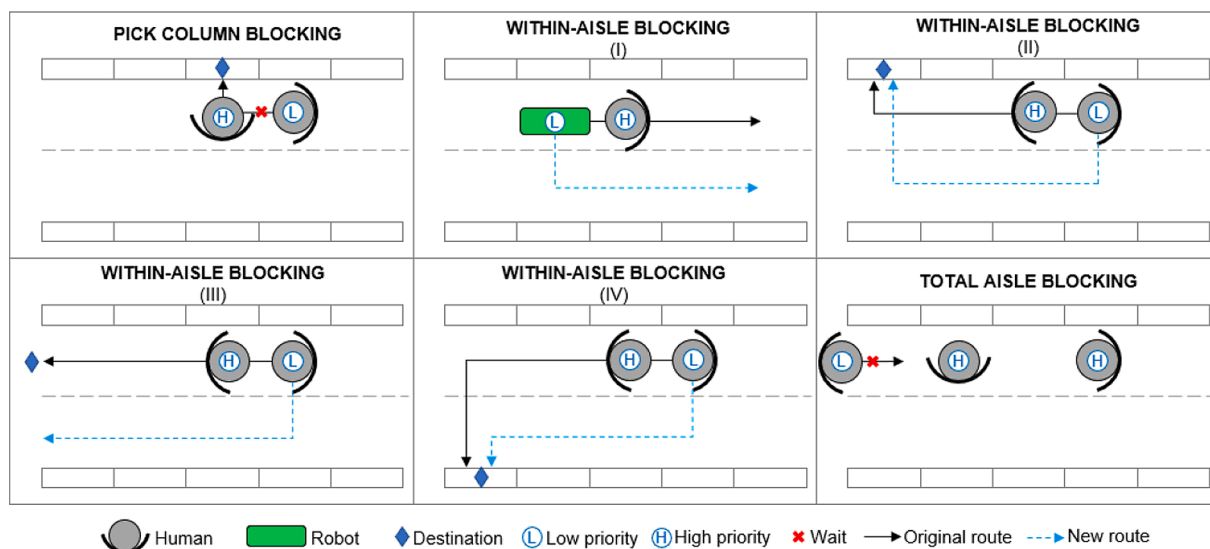 PICK COLUMN BLOCKING
H
L
WITHIN-AISLE BLOCKING
(I)
L
H
WITHIN-AISLE BLOCKING
(II)
H
L
WITHIN-AISLE BLOCKING
(III)
H
L
WITHIN-AISLE BLOCKING
(IV)
H
L
TOTAL AISLE BLOCKING
L
H
H
Human
Robot
Destination
L Low priority
H High priority
Wait
Original route
New route